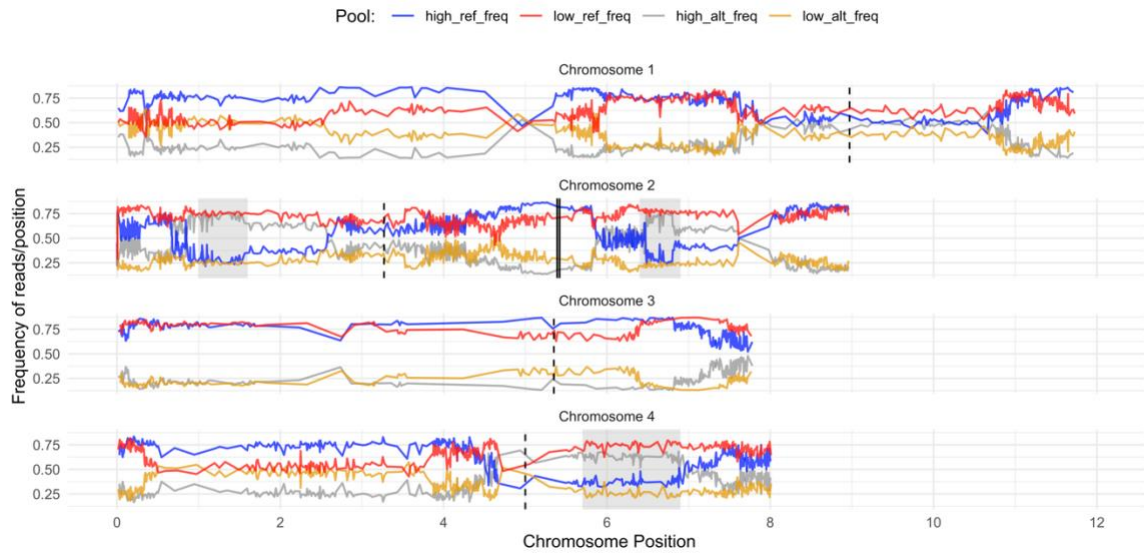 Pool: high_ref_freq low_ref_freq high_alt_freq low_alt_freq
Chromosome 1
0.75
0.50
0.25
Chromosome 2
0.75
0.50
0.25
Chromosome 3
0.75
0.50
0.25
Chromosome 4
0.75
0.50
0.25
Frequency of reads/position
0 2 4 6 8 10 12
Chromosome Position